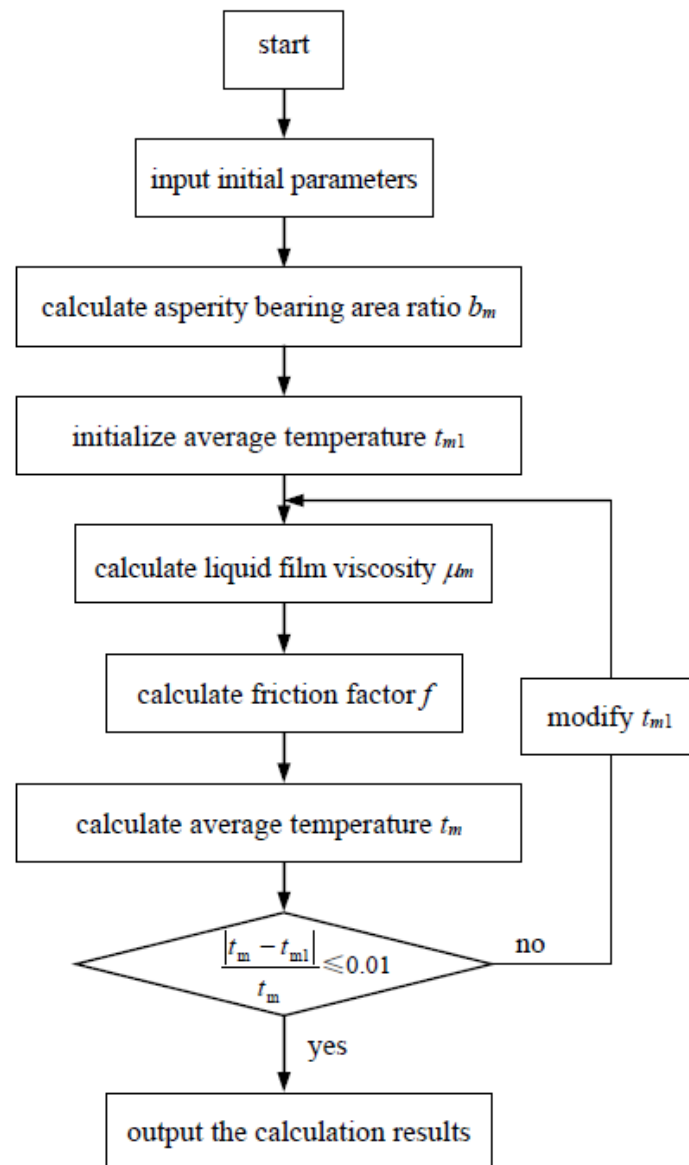 start
input initial parameters
calculate asperity bearing area ratio bm
initialize average temperature tm1
calculate liquid film viscosity μm
calculate friction factor f
modify tm1
calculate average temperature tm
|tm − tm1|
tm
≤0.01
no
yes
output the calculation results